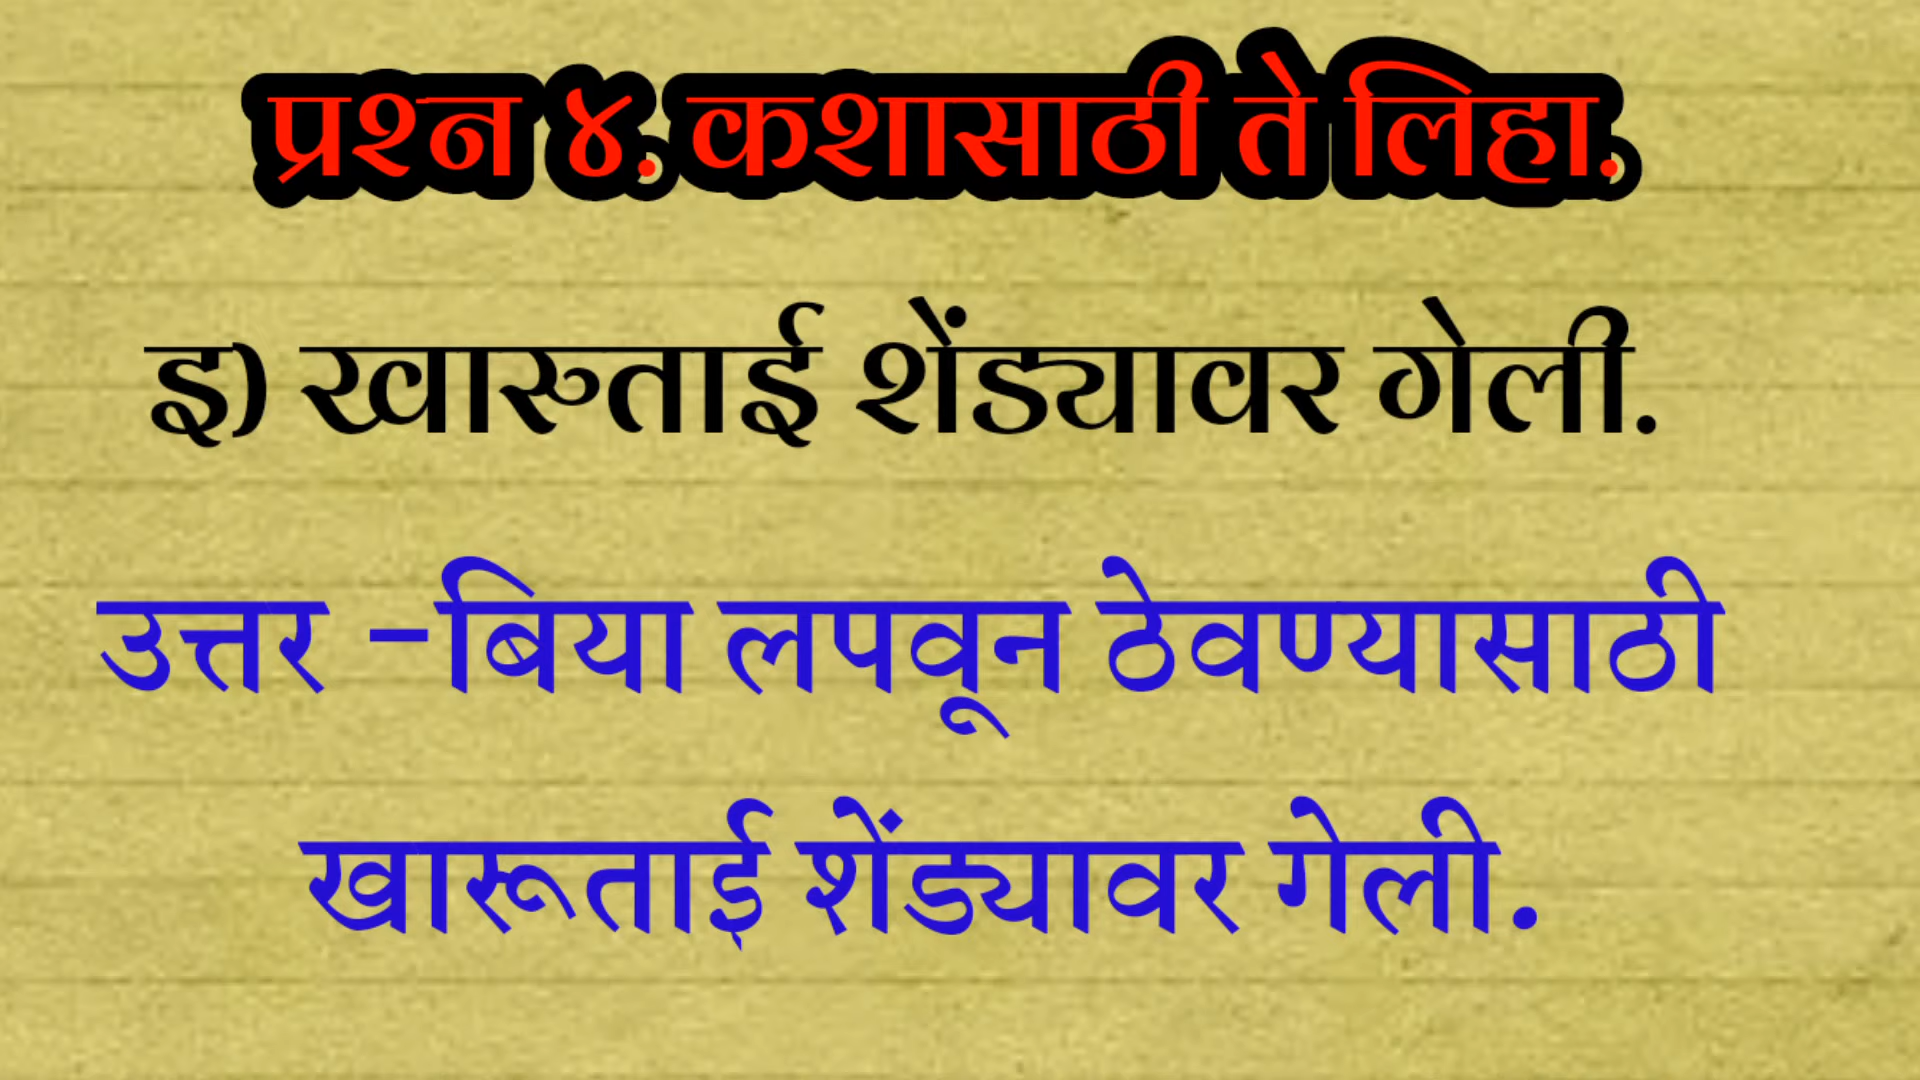 प्रश्न ४. कशासाठी ते लिहा.
इ) खारुताई शेंड्यावर गेली.
उत्तर -बिया लपवून ठेवण्यासाठी
खारूताई शेंड्यावर गेली.